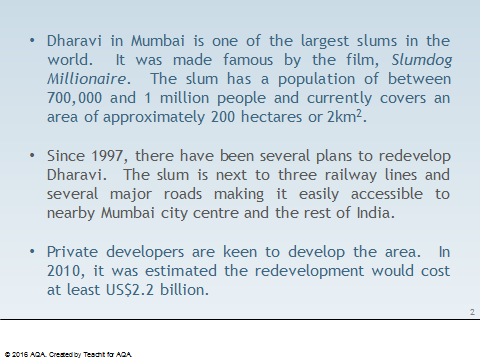 • Dharavi in Mumbai is one of the largest slums in the
world. It was made famous by the film, Slumdog
Millionaire. The slum has a population of between
700,000 and 1 million people and currently covers an
area of approximately 200 hectares or 2km².
• Since 1997, there have been several plans to redevelop
Dharavi. The slum is next to three railway lines and
several major roads making it easily accessible to
nearby Mumbai city centre and the rest of India.
• Private developers are keen to develop the area. In
2010, it was estimated the redevelopment would cost
at least US$2.2 billion.
2
© 2016 AQA. Created by Teachit for AQA